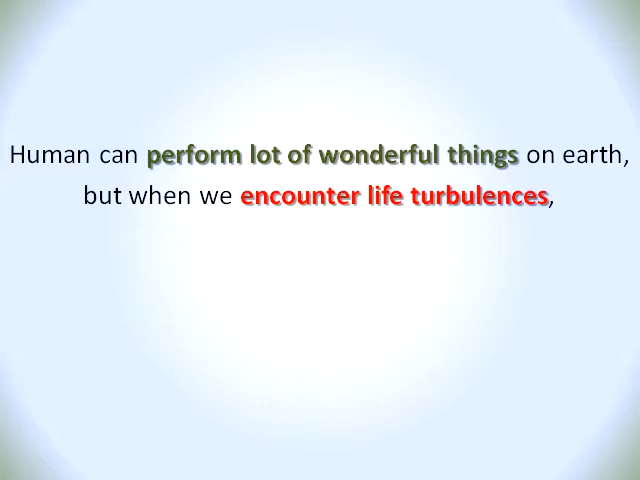 Human can perform lot of wonderful things on earth,
but when we encounter life turbulences,